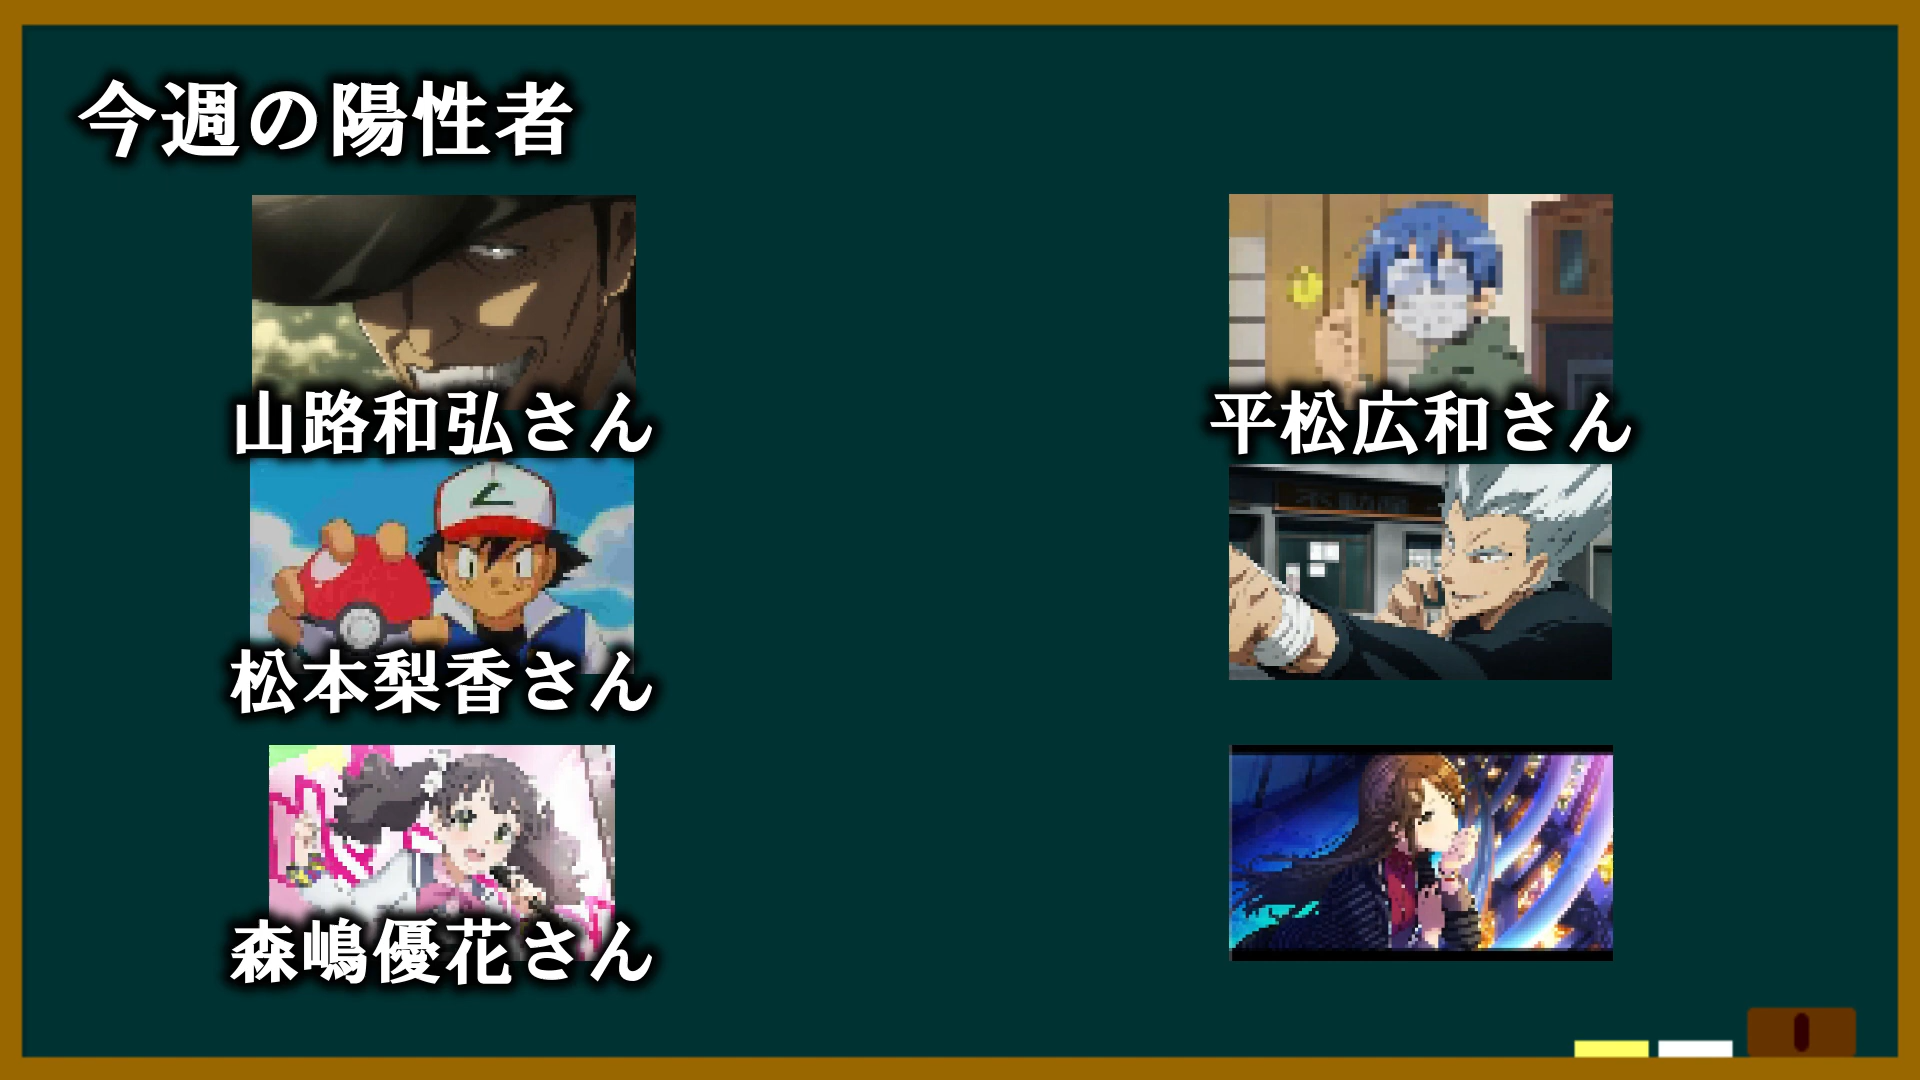 今週の陽性者
山路和弘さん
平松広和さん
松本梨香さん
森嶋優花さん